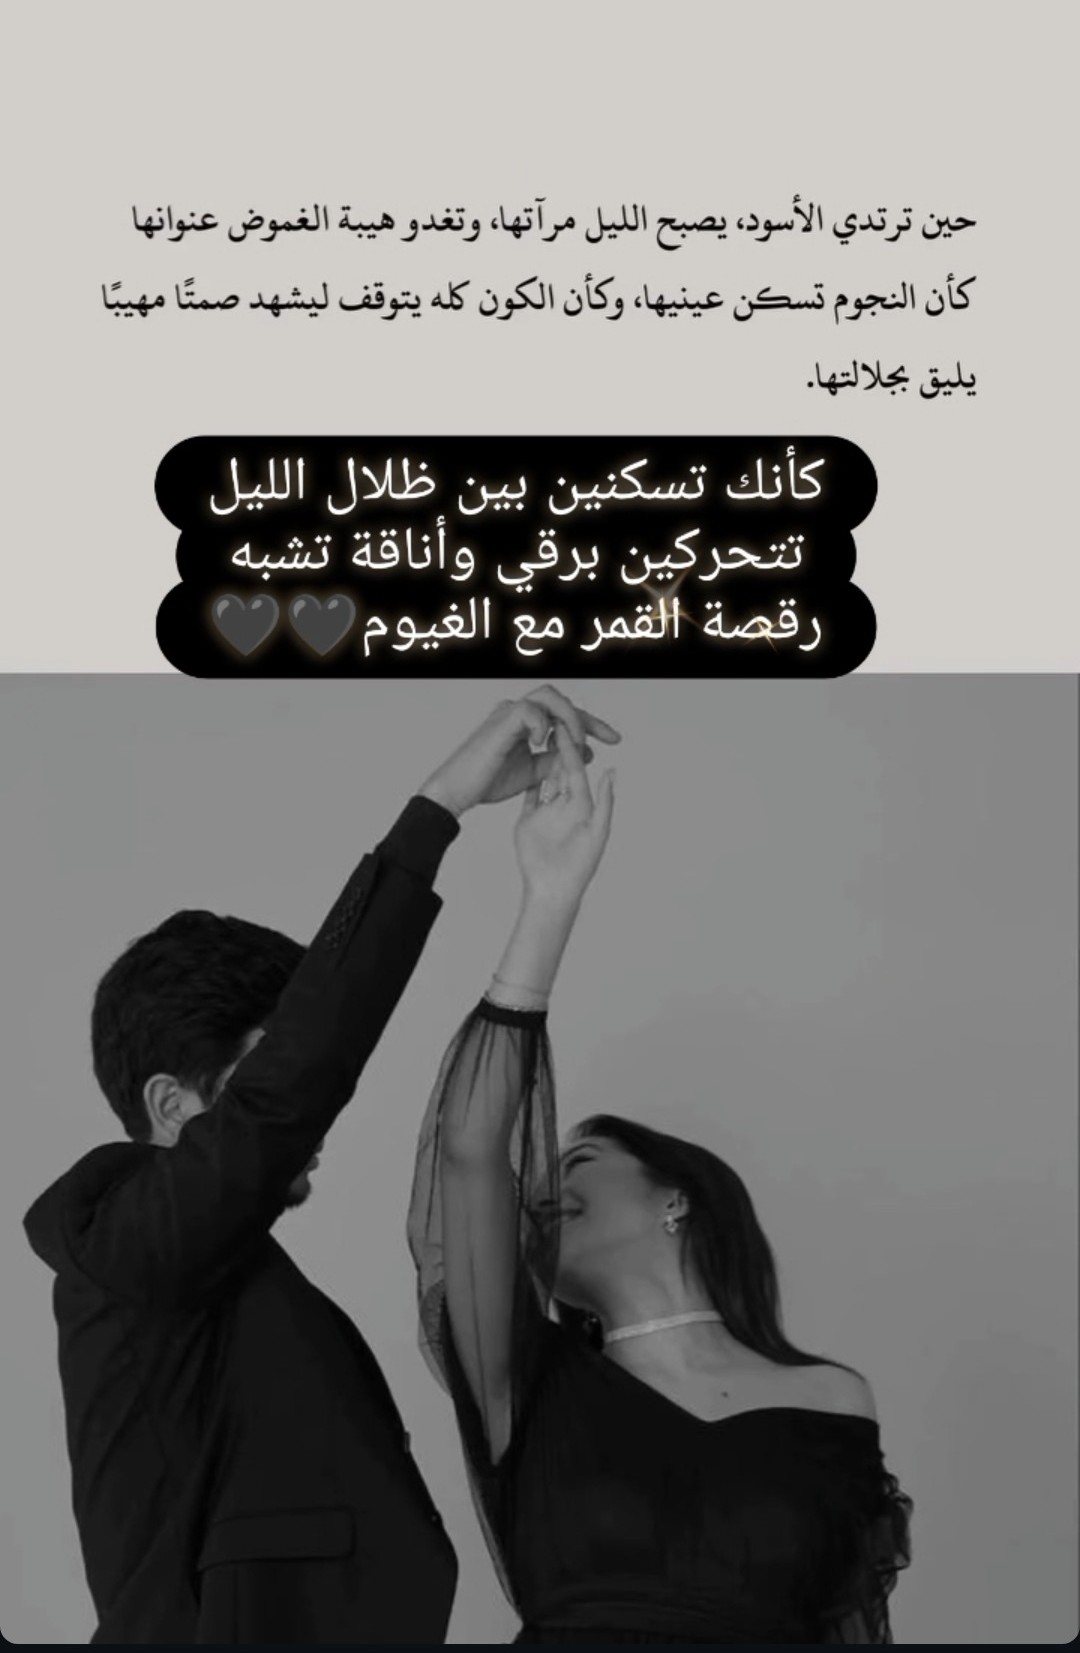 حين ترتدي الأسود، يصبح الليل مرآتها، وتغدو هيبة الغموض عنوانها
كأن النجوم تسكن عينيها، وكأن الكون كله يتوقف ليشهد صمتًا مهيبًا
يليق بجلالتها.
كأنك تسكنين بين ظلال الليل
تتحركين برقي وأناقة تشبه
رقصة القمر مع الغيوم🖤🖤